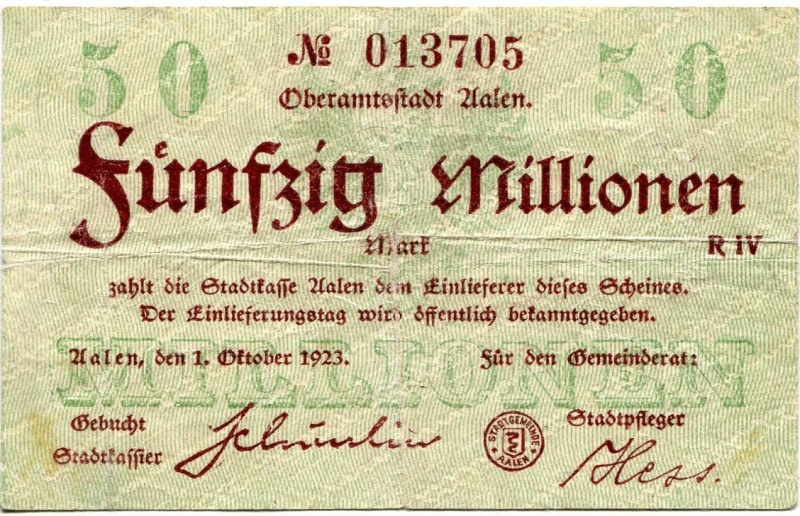 50 № 013705 50
Oberamtsstadt Aalen.
Fünfzig Millionen
Mark R IV
zahlt die Stadtkasse Aalen dem Einlieferer dieses Scheines.
Der Einlieferungstag wird öffentlich bekanntgegeben.
MILLIONEN
Aalen, den 1. Oktober 1923. Für den Gemeinderat:
Gebucht
Stadtkassier
STADTGEMEINDE AALEN
Stadtpfleger
Hess.